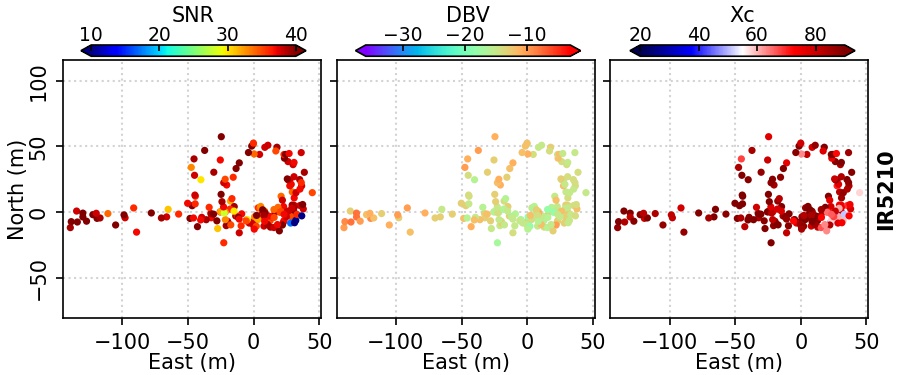 SNR DBV Xc
10 20 30 40 −30 −20 −10 20 40 60 80
100
50
0
−50
North (m)
IR5210
−100 −50 0 50 −100 −50 0 50 −100 −50 0 50
East (m) East (m) East (m)